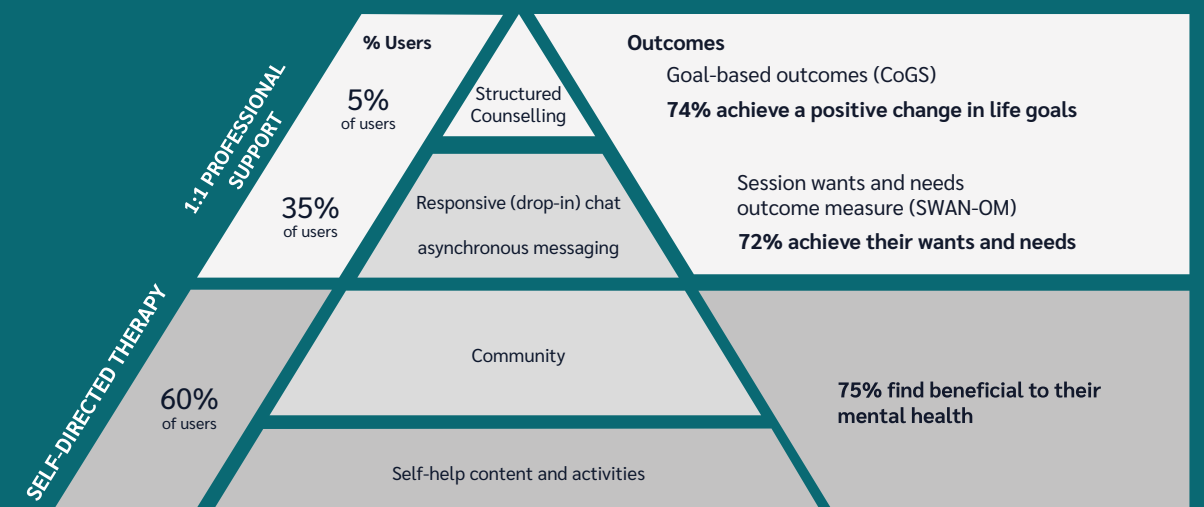 % Users
Outcomes
1:1 PROFESSIONAL
SUPPORT
5%
of users
Structured
Counselling
Goal-based outcomes (CoGS)
74% achieve a positive change in life goals
35%
of users
Responsive (drop-in) chat
asynchronous messaging
Session wants and needs
outcome measure (SWAN-OM)
72% achieve their wants and needs
SELF-DIRECTED THERAPY
60%
of users
Community
Self-help content and activities
75% find beneficial to their
mental health